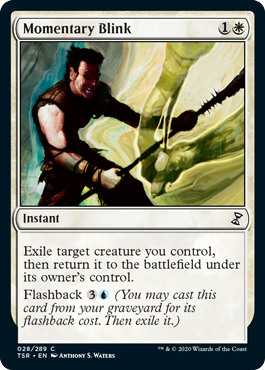 Momentary Blink 1
Instant
Exile target creature you control,
then return it to the battlefield under
its owner's control.
Flashback 3 (You may cast this
card from your graveyard for its
flashback cost. Then exile it.)
028/289 C
TSR • EN Anthony S. Waters
™ & © 2020 Wizards of the Coast